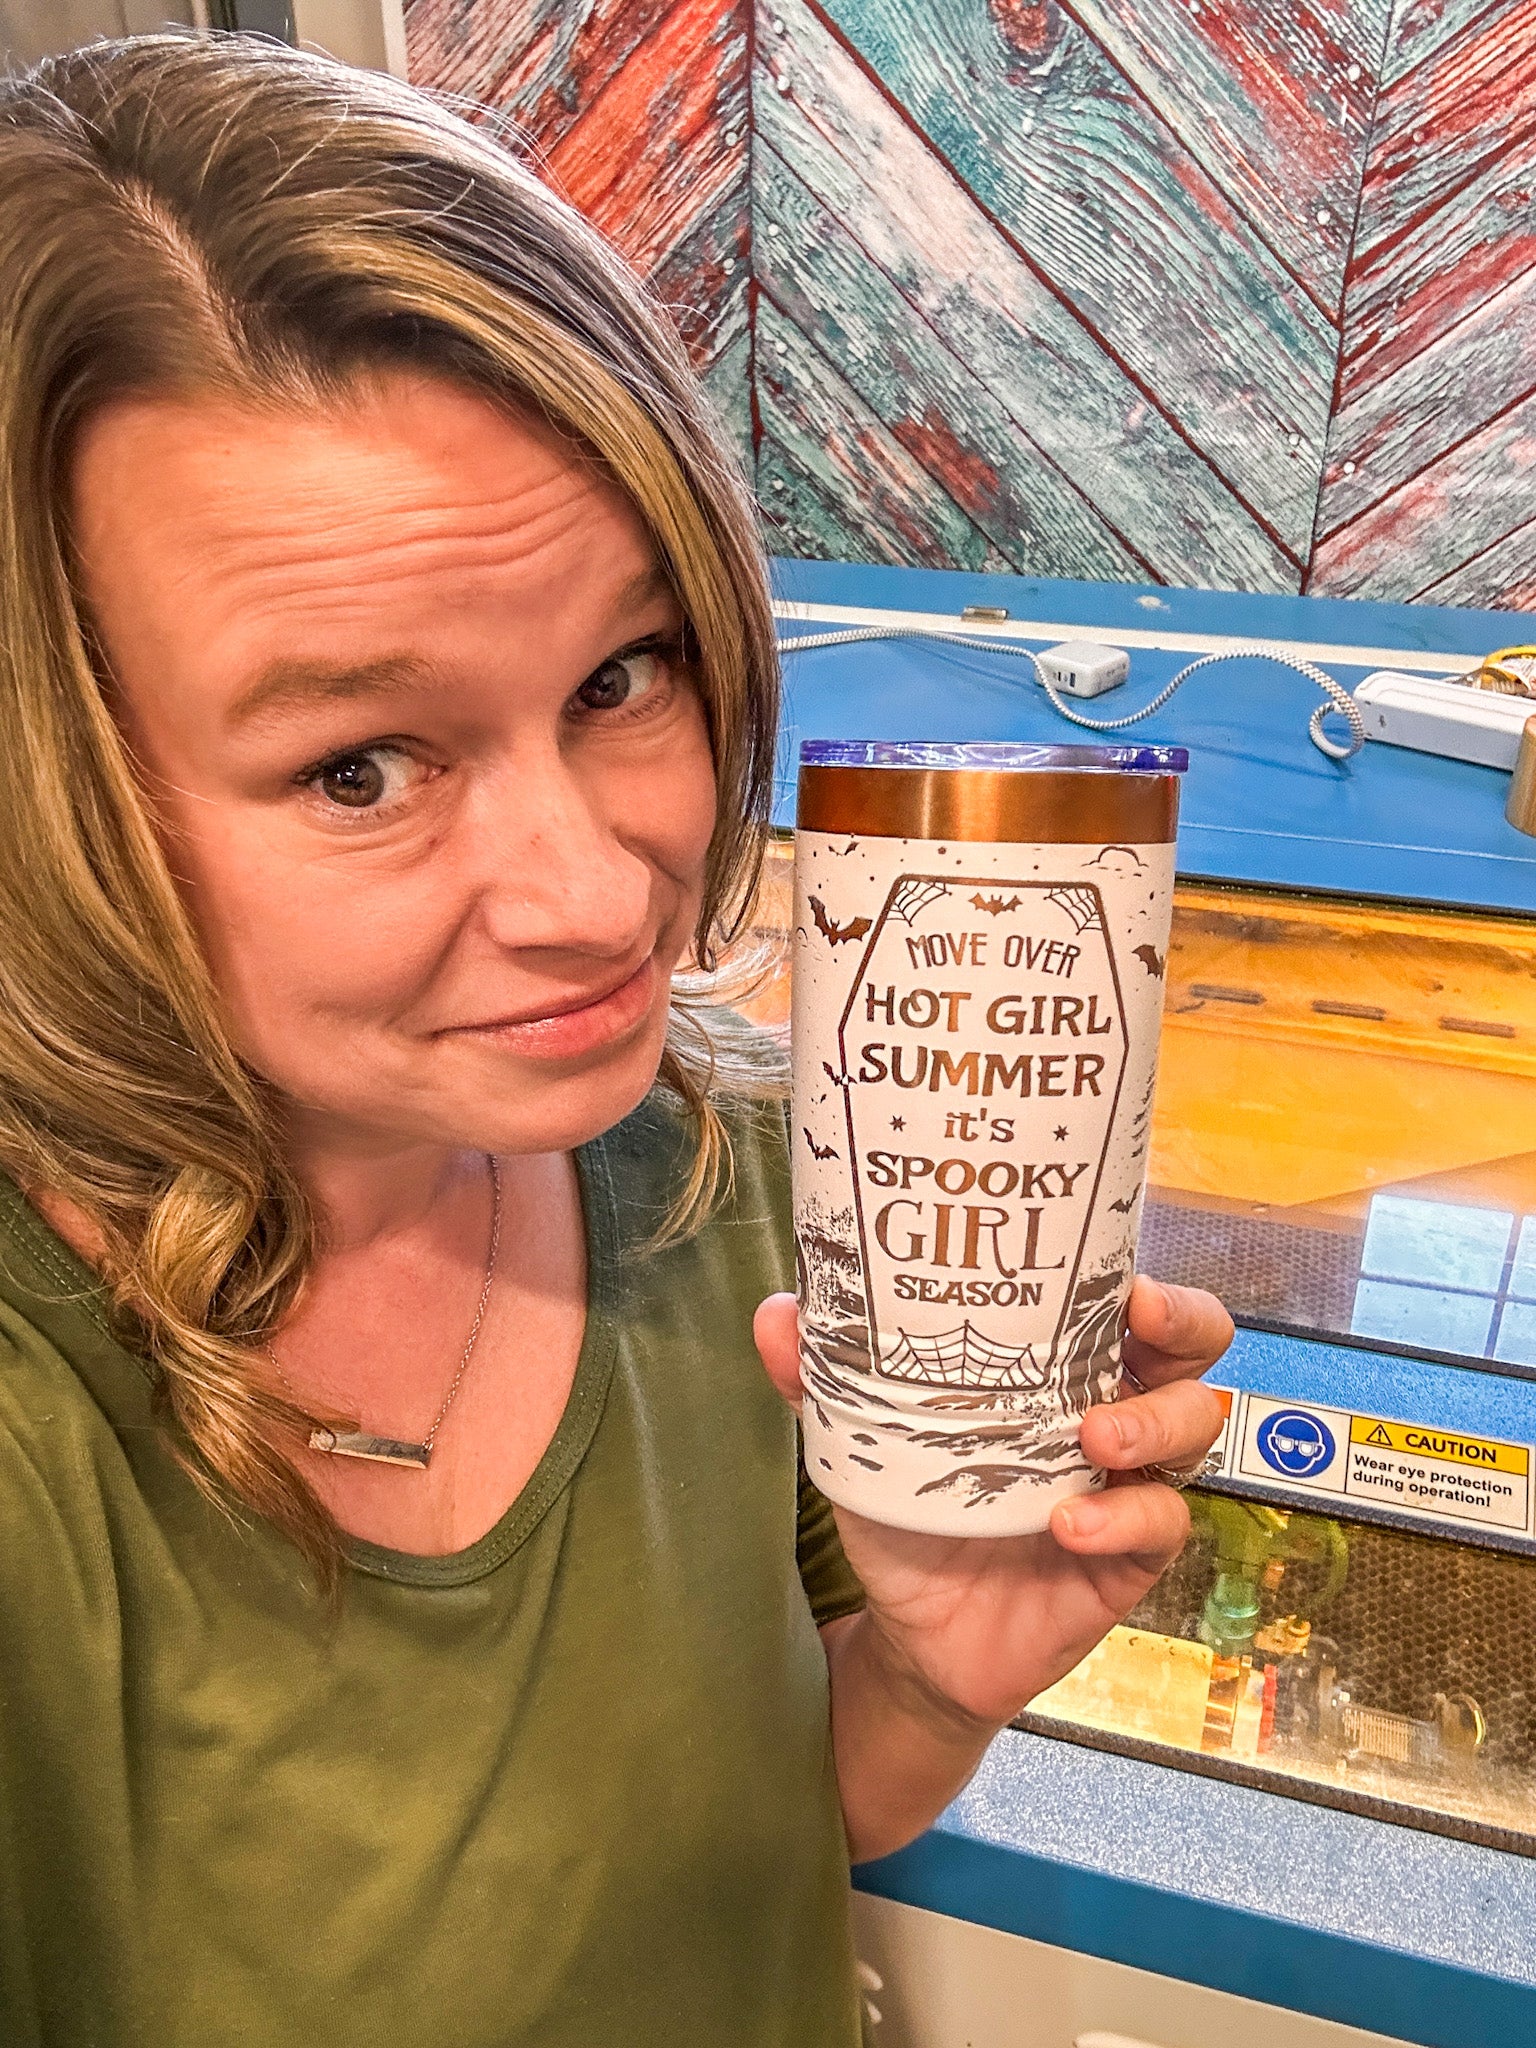 MOVE OVER
HOT GIRL
SUMMER
it's
SPOOKY
GIRL
SEASON
CAUTION
Wear eye protection
during operation!